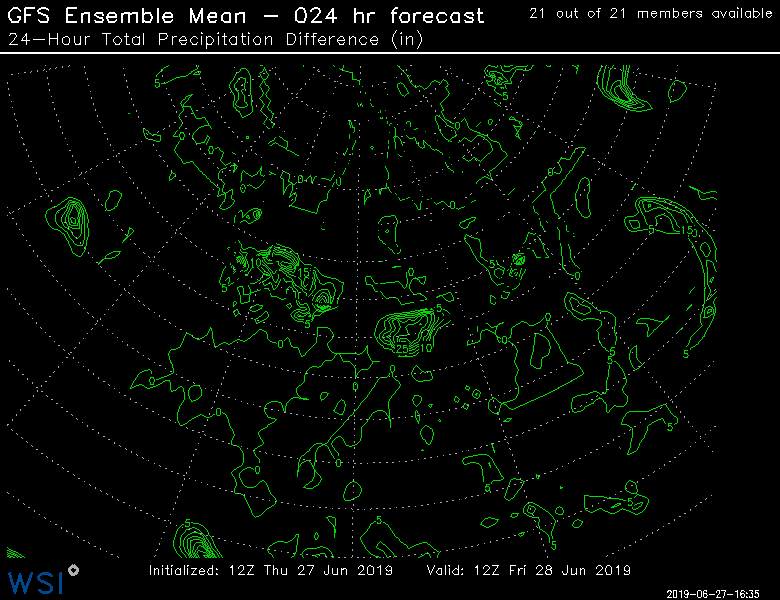 GFS Ensemble Mean – 024 hr forecast
21 out of 21 members available
24-Hour Total Precipitation Difference (in)
Initialized: 12Z Thu 27 Jun 2019 Valid: 12Z Fri 28 Jun 2019
WSI
2019-06-27-16:35